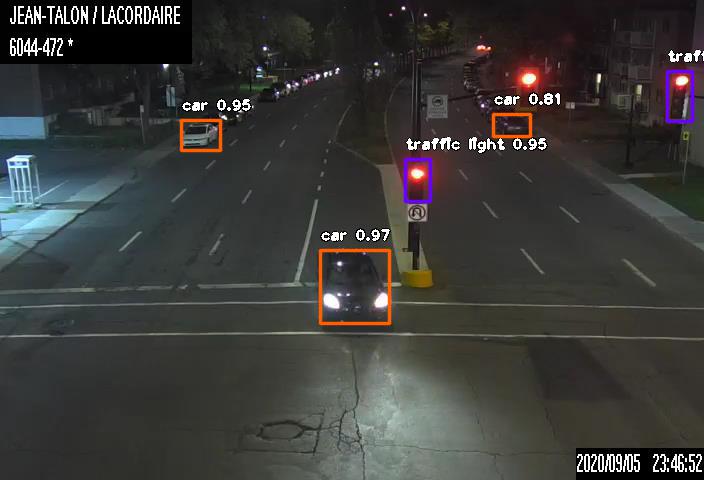 JEAN-TALON / LACORDAIRE
6044-472 *
traff
car 0.95
car 0.81
traffic light 0.95
car 0.97
2020/09/05 23:46:52